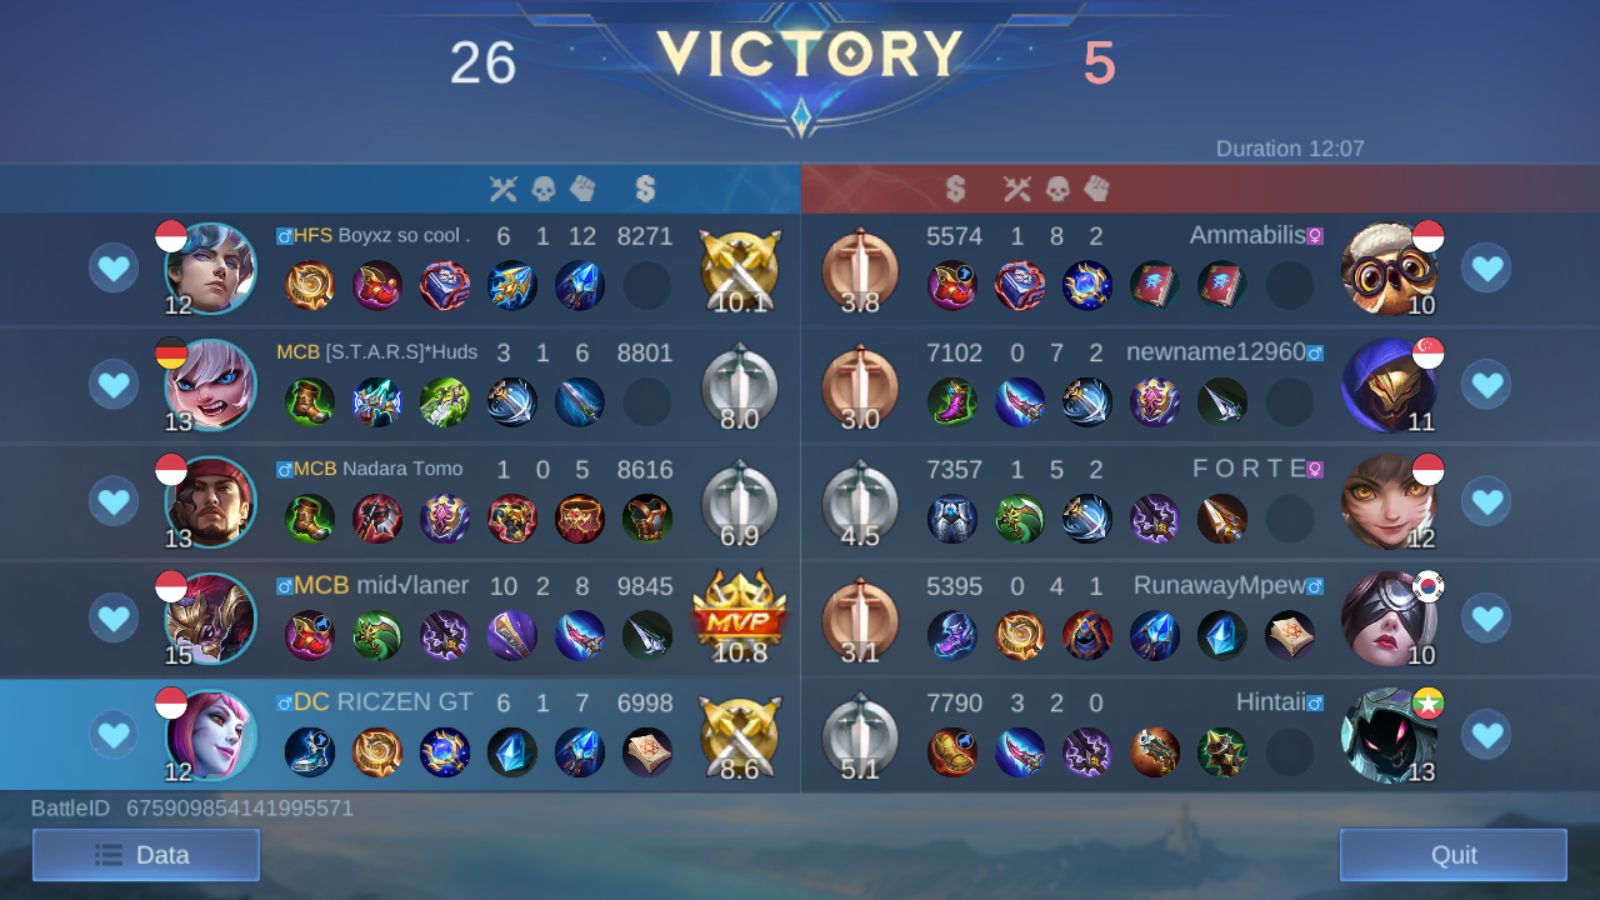 26 VICTORY 5
Duration 12:07
HFS Boyxz so cool . 6 1 12 8271 12 10.1
3.8 5574 1 8 2 Ammabilis 10
MCB [S.T.A.R.S]*Huds 3 1 6 8801 13 8.0
3.0 7102 0 7 2 newname12960 11
MCB Nadara Tomo 1 0 5 8616 13 6.9
4.5 7357 1 5 2 F O R T E 12
MCB mid√laner 10 2 8 9845 15 MVP 10.8
3.1 5395 0 4 1 RunawayMpew 10
DC RICZEN GT 6 1 7 6998 12 8.6
5.1 7790 3 2 0 Hintaii 13
BattleID 675909854141995571
Data
Quit